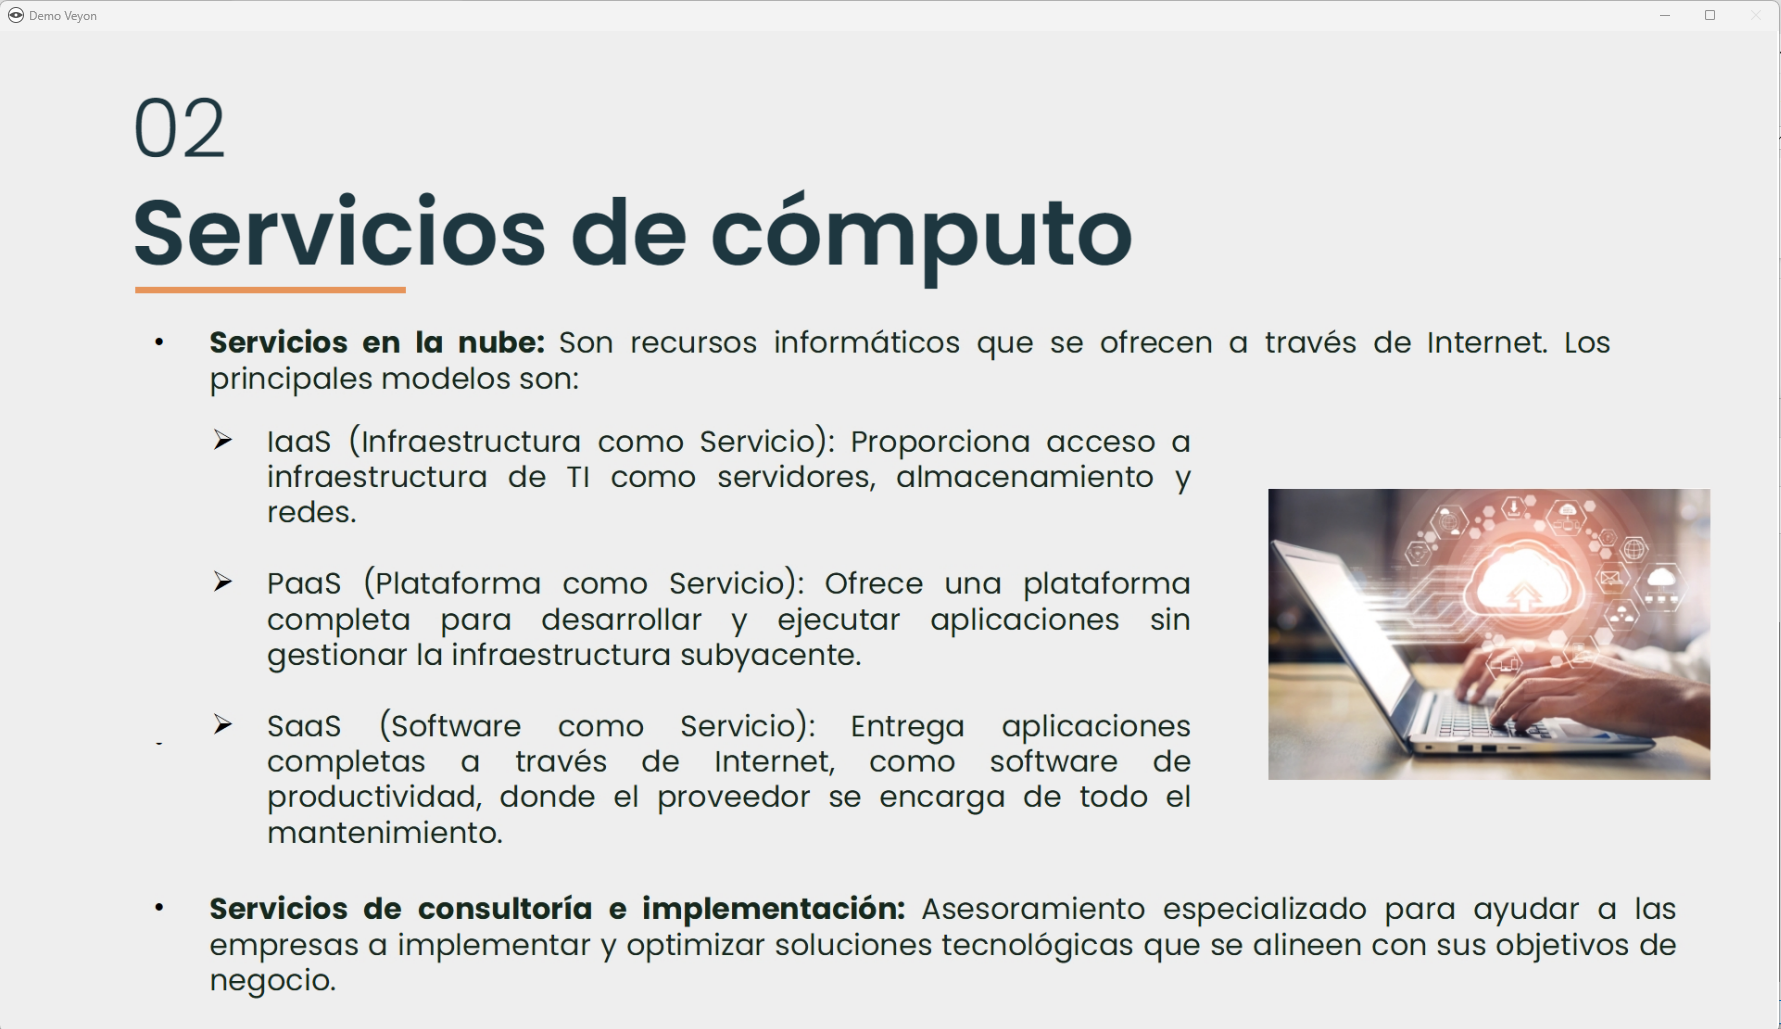 Demo Veyon
02
Servicios de cómputo
• Servicios en la nube: Son recursos informáticos que se ofrecen a través de Internet. Los
principales modelos son:
➢ IaaS (Infraestructura como Servicio): Proporciona acceso a
infraestructura de TI como servidores, almacenamiento y
redes.
➢ PaaS (Plataforma como Servicio): Ofrece una plataforma
completa para desarrollar y ejecutar aplicaciones sin
gestionar la infraestructura subyacente.
➢ SaaS (Software como Servicio): Entrega aplicaciones
completas a través de Internet, como software de
productividad, donde el proveedor se encarga de todo el
mantenimiento.
-
• Servicios de consultoría e implementación: Asesoramiento especializado para ayudar a las
empresas a implementar y optimizar soluciones tecnológicas que se alineen con sus objetivos de
negocio.